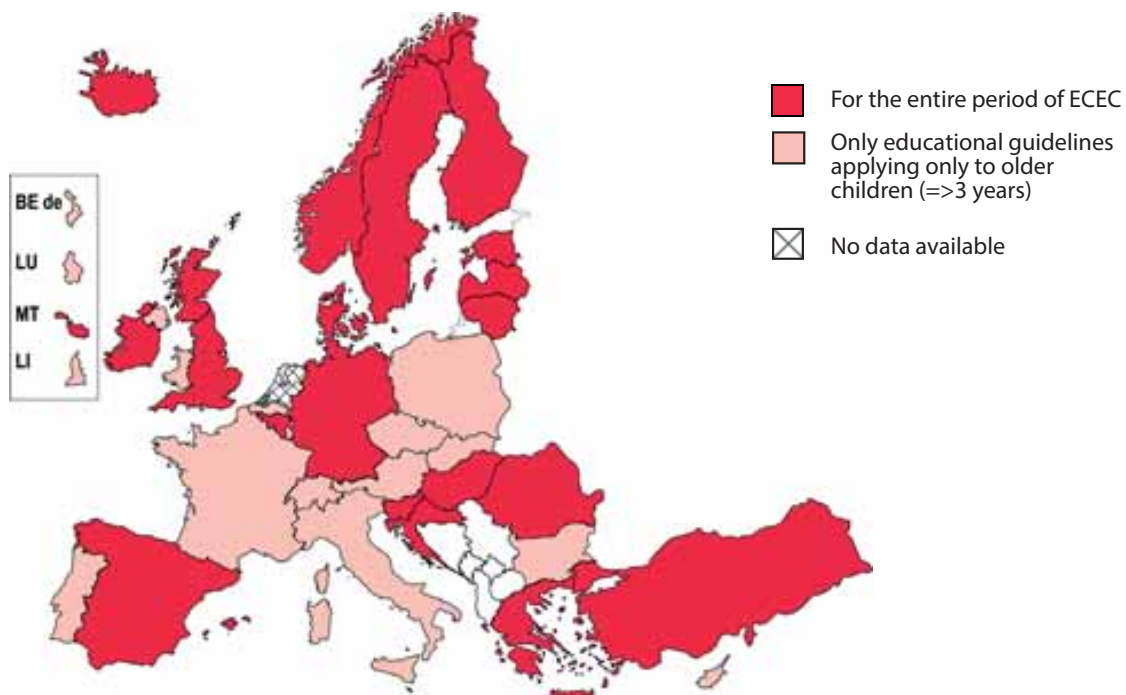 For the entire period of ECEC
Only educational guidelines
applying only to older
children (=>3 years)
No data available
BE de
LU
MT
LI